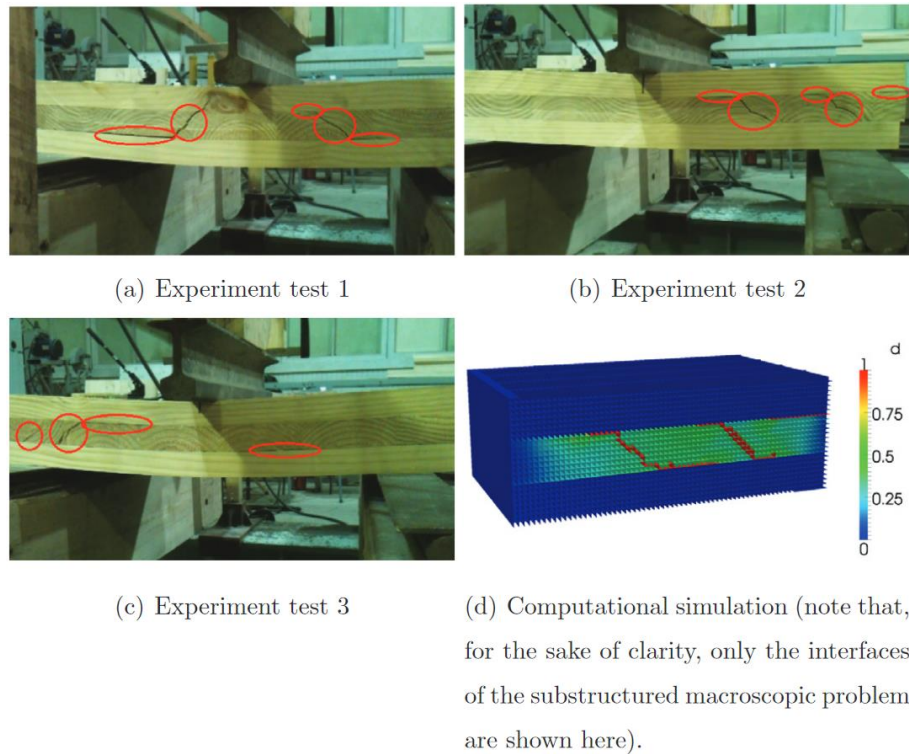 (a) Experiment test 1
(b) Experiment test 2
d
1
0.75
0.5
0.25
0
(c) Experiment test 3
(d) Computational simulation (note that,
for the sake of clarity, only the interfaces
of the substructured macroscopic problem
are shown here).